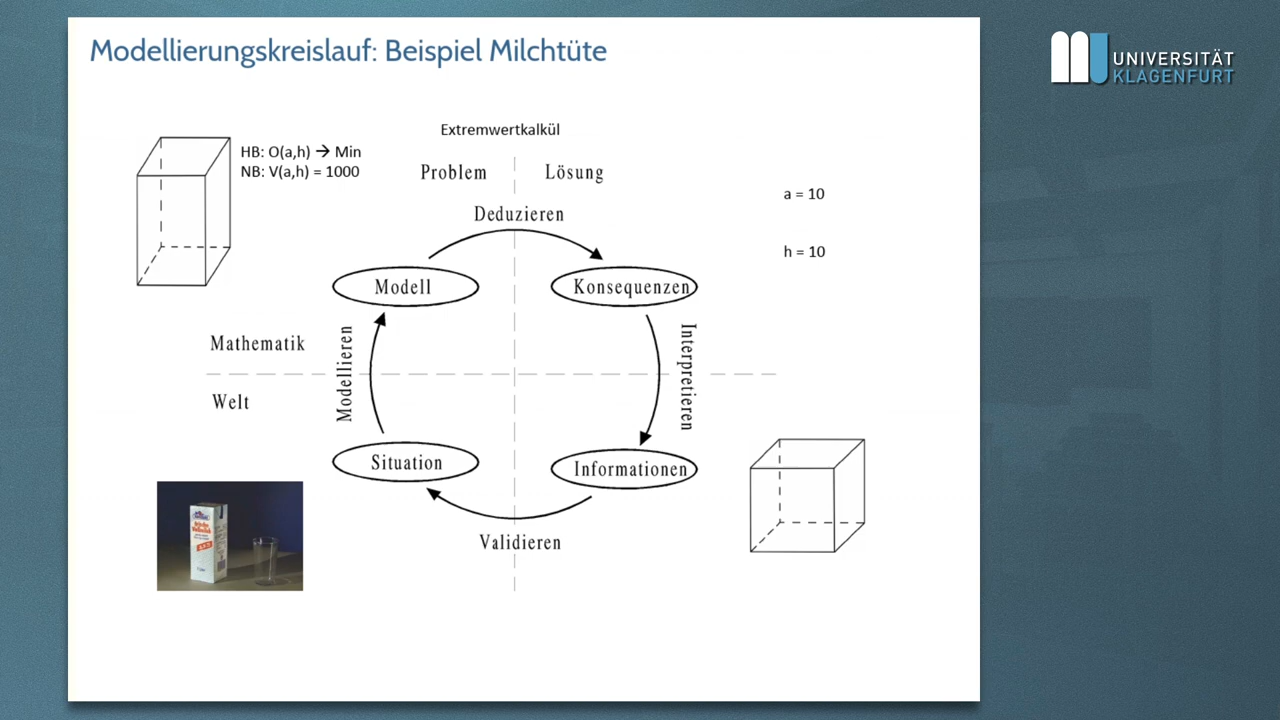 Modellierungskreislauf: Beispiel Milchtüte
UNIVERSITÄT
KLAGENFURT
Extremwertkalkül
HB: O(a,h) → Min
NB: V(a,h) = 1000
Problem
Lösung
a = 10
Deduzieren
h = 10
Modell
Konsequenzen
Mathematik
Modellieren
Interpretieren
Welt
Situation
Informationen
Validieren